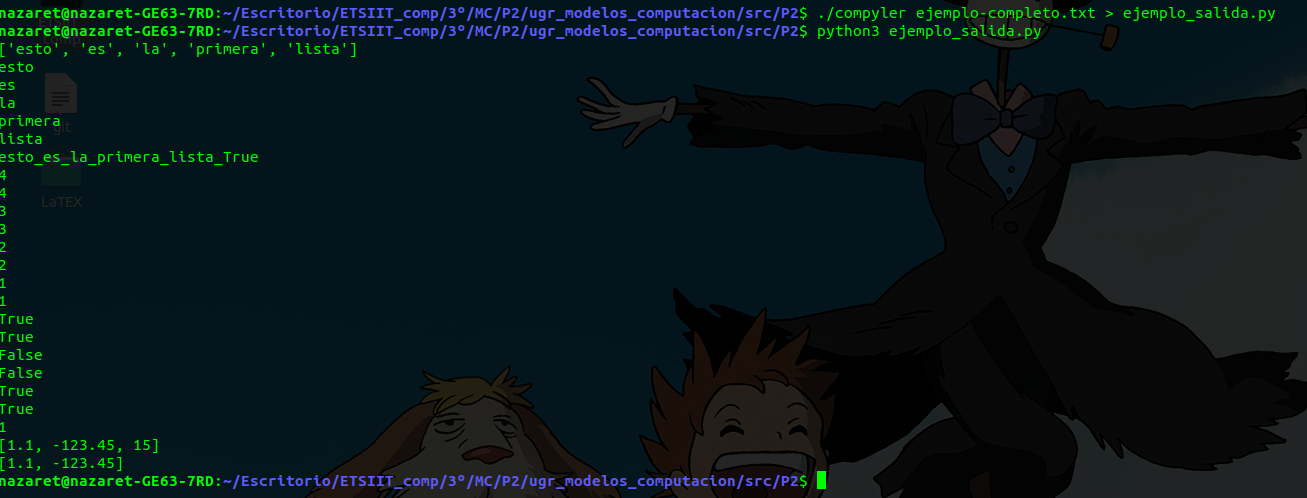 nazaret@nazaret-GE63-7RD:~/Escritorio/ETSIIT_comp/3º/MC/P2/ugr_modelos_computacion/src/P2$ ./compyler ejemplo-completo.txt > ejemplo_salida.py
nazaret@nazaret-GE63-7RD:~/Escritorio/ETSIIT_comp/3º/MC/P2/ugr_modelos_computacion/src/P2$ python3 ejemplo_salida.py
['esto', 'es', 'la', 'primera', 'lista']
esto
es
la
primera
git
lista
esto_es_la_primera_lista_True
4
4
LaTEX
3
3
2
2
1
1
True
True
False
False
True
True
1
[1.1, -123.45, 15]
[1.1, -123.45]
nazaret@nazaret-GE63-7RD:~/Escritorio/ETSIIT_comp/3º/MC/P2/ugr_modelos_computacion/src/P2$